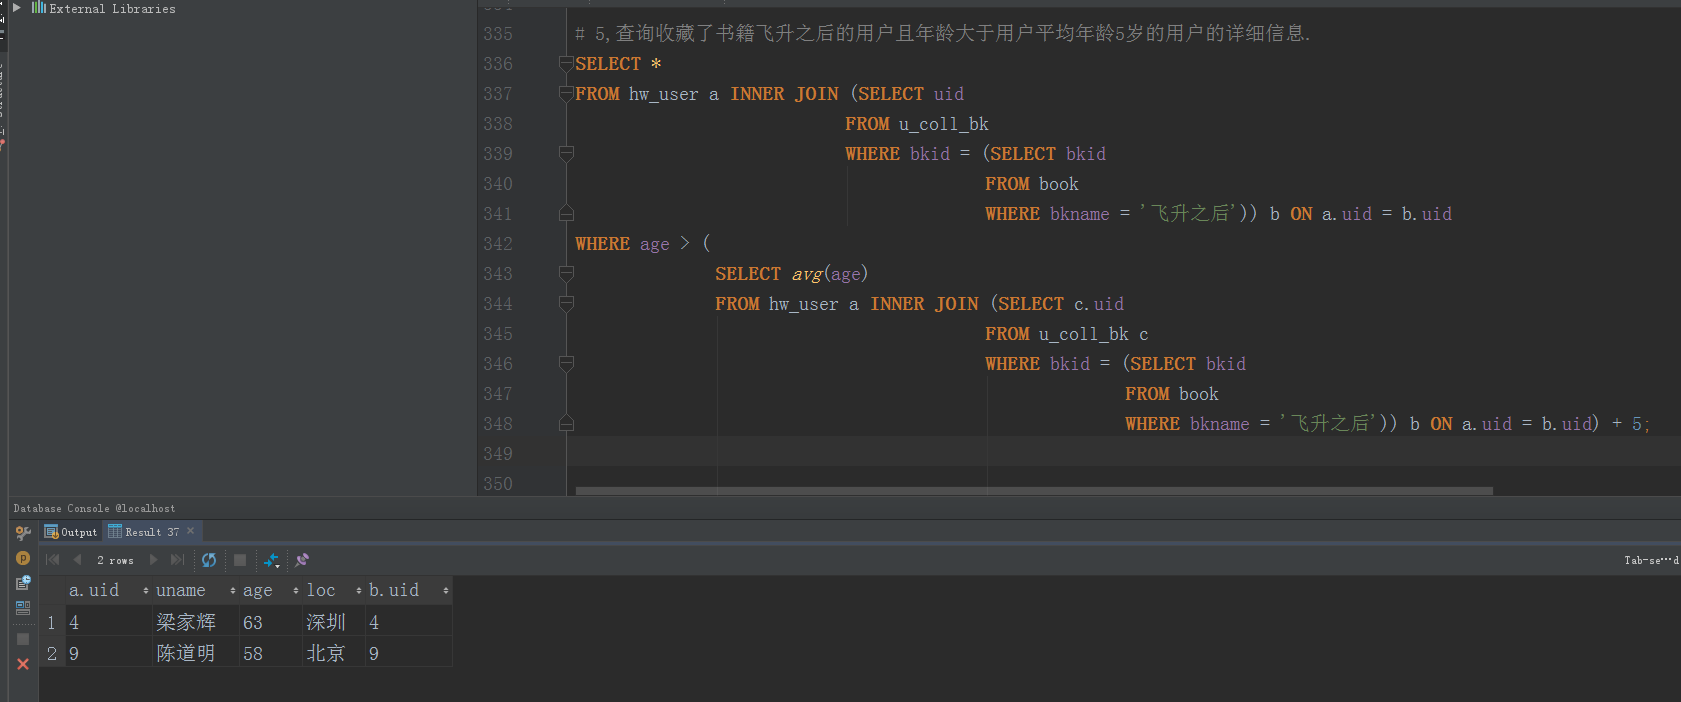 External Libraries
335 # 5,查询收藏了书籍飞升之后的用户且年龄大于用户平均年龄5岁的用户的详细信息.
336 SELECT *
337 FROM hw_user a INNER JOIN (SELECT uid
338 FROM u_coll_bk
339 WHERE bkid = (SELECT bkid
340 FROM book
341 WHERE bkname = '飞升之后')) b ON a.uid = b.uid
342 WHERE age > (
343 SELECT avg(age)
344 FROM hw_user a INNER JOIN (SELECT c.uid
345 FROM u_coll_bk c
346 WHERE bkid = (SELECT bkid
347 FROM book
348 WHERE bkname = '飞升之后')) b ON a.uid = b.uid) + 5;
349
350
Database Console @localhost
Output Result 37
2 rows
Tab-se…d
a.uid uname age loc b.uid
1 4 梁家辉 63 深圳 4
2 9 陈道明 58 北京 9